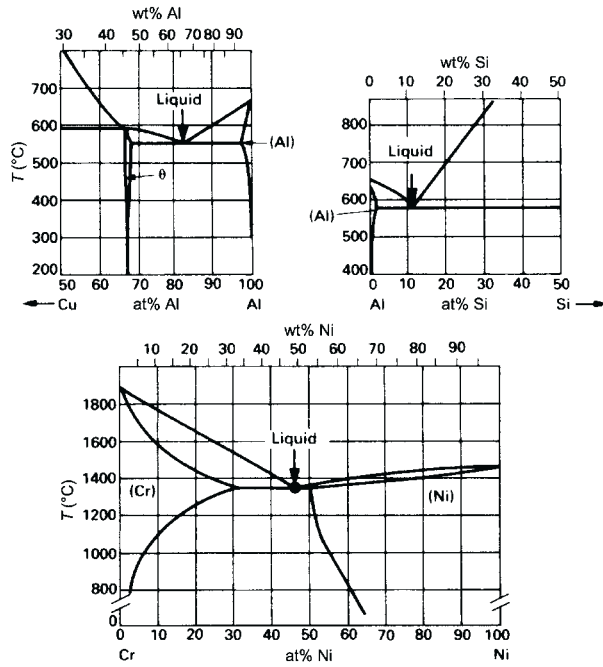 wt% Al
30 40 50 60 70 80 90
700
600
500
400
300
200
T (°C)
Liquid
(Al)
θ
50 60 70 80 90 100
Cu at% Al Al
wt% Si
0 10 20 30 40 50
800
700
600
500
400
Liquid
(Al)
0 10 20 30 40 50
Al at% Si Si
wt% Ni
10 20 30 40 50 60 70 80 90
1800
1600
1400
1200
1000
800
0
T (°C)
Liquid
(Cr)
(Ni)
0 10 20 30 40 50 60 70 80 90 100
Cr at% Ni Ni